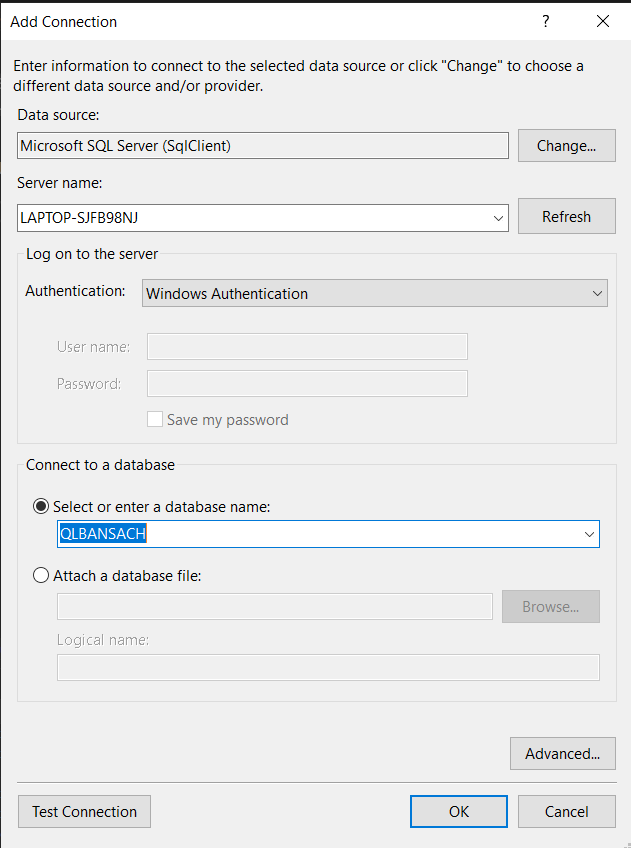 Add Connection
?
Enter information to connect to the selected data source or click "Change" to choose a
different data source and/or provider.
Data source:
Microsoft SQL Server (SqlClient)
Change...
Server name:
LAPTOP-SJFB98NJ
Refresh
Log on to the server
Authentication:
Windows Authentication
User name:
Password:
Save my password
Connect to a database
Select or enter a database name:
QLBANSACH
Attach a database file:
Browse...
Logical name:
Advanced...
Test Connection
OK
Cancel